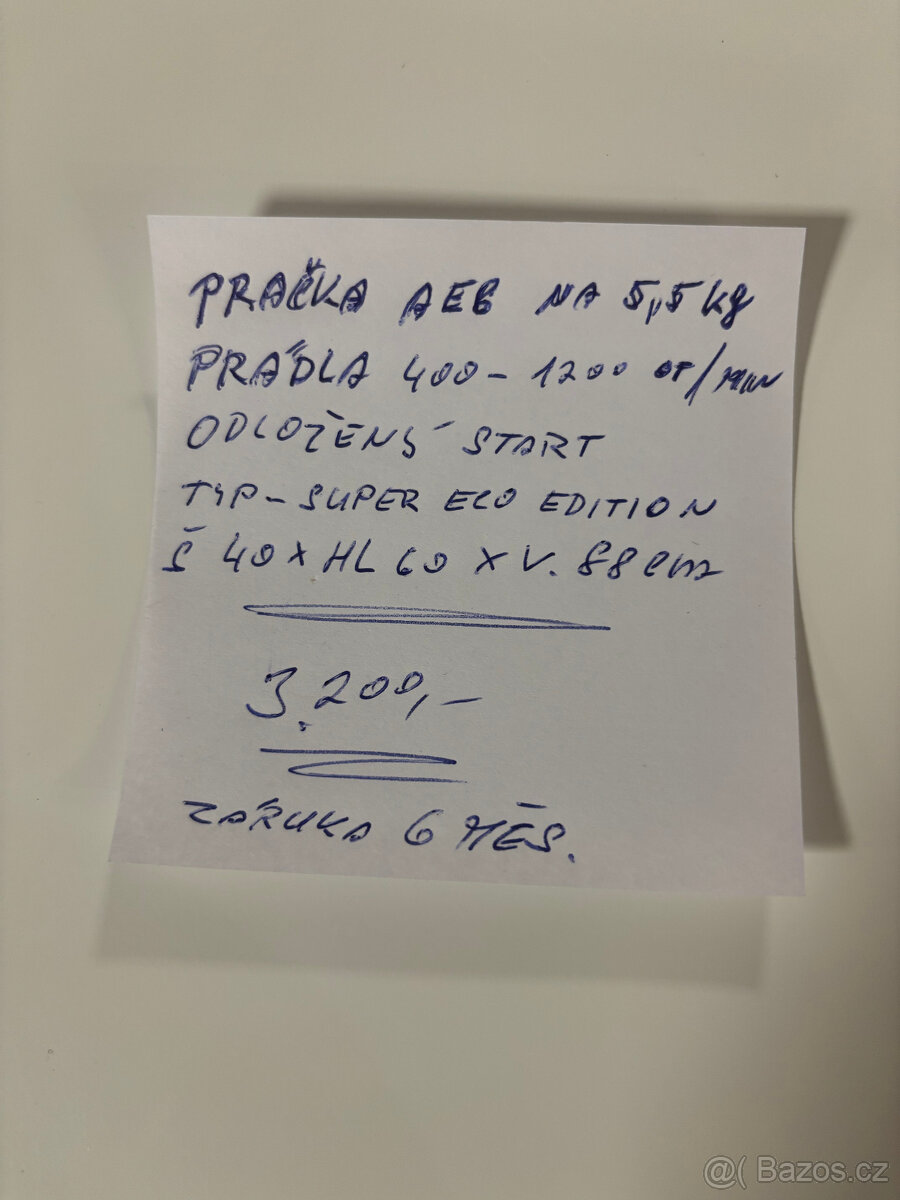 PRAČKA AEG NA 5,5 kg
PRÁDLA 400 - 1200 OT/MIN
ODLOŽENÝ START
TYP - SUPER ECO EDITION
Š 40 x HL 60 x V. 88 cm
3.200,-
ZÁRUKA 6 MĚS.
@( Bazos.cz